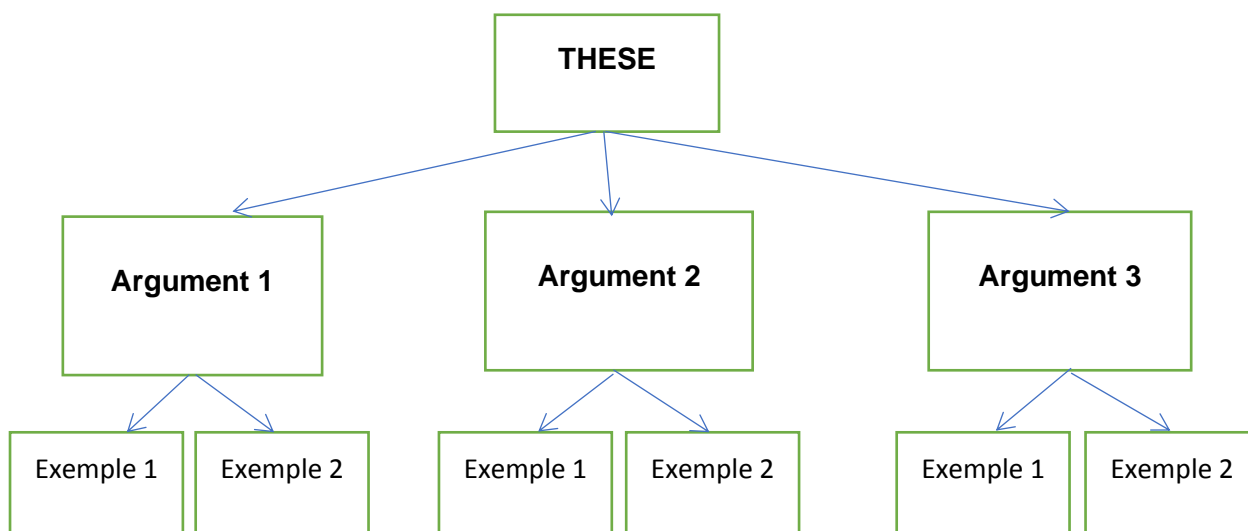 THESE
Argument 1
Argument 2
Argument 3
Exemple 1
Exemple 2
Exemple 1
Exemple 2
Exemple 1
Exemple 2